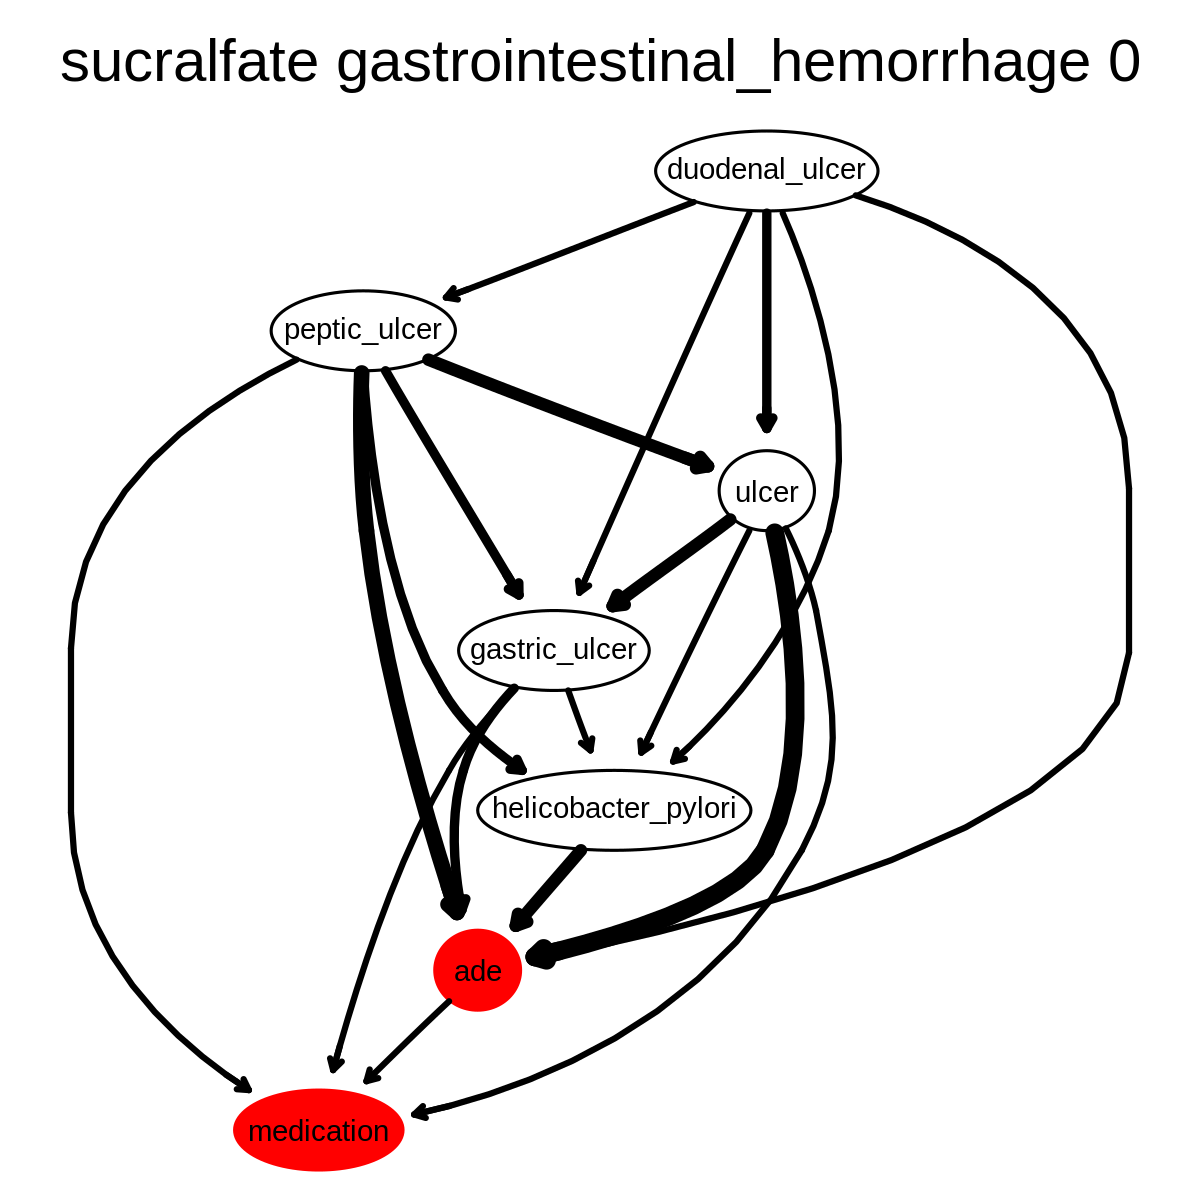 sucralfate gastrointestinal_hemorrhage 0
duodenal_ulcer
peptic_ulcer
ulcer
gastric_ulcer
helicobacter_pylori
ade
medication